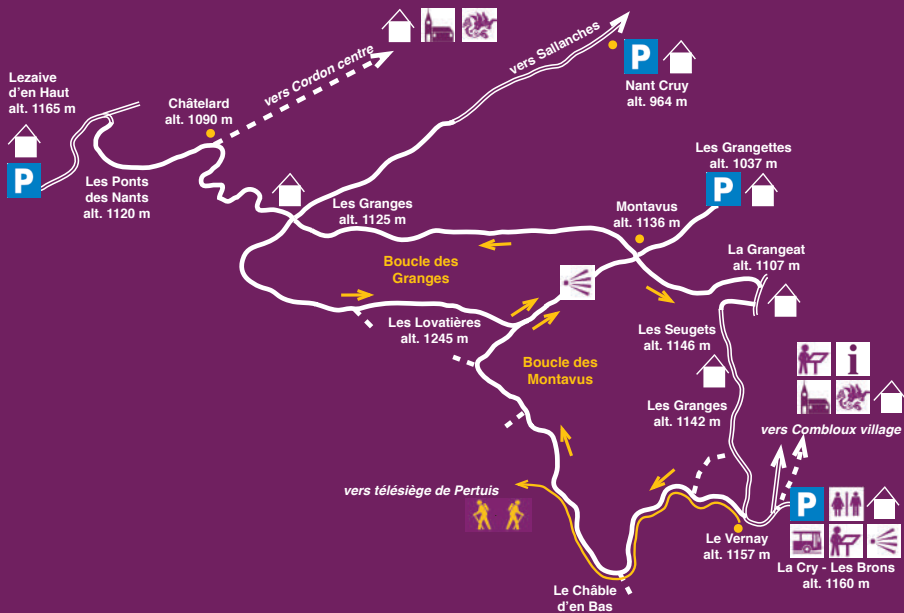 Lezaive
d'en Haut
alt. 1165 m
P
Châtelard
alt. 1090 m
vers Cordon centre
vers Sallanches
P
Nant Cruy
alt. 964 m
Les Ponts
des Nants
alt. 1120 m
Les Granges
alt. 1125 m
Les Grangettes
alt. 1037 m
P
Montavus
alt. 1136 m
La Grangeat
alt. 1107 m
Boucle des
Granges
Les Lovatières
alt. 1245 m
Les Seugets
alt. 1146 m
Boucle des
Montavus
i
Les Granges
alt. 1142 m
vers Combloux village
vers télésiège de Pertuis
P
Le Vernay
alt. 1157 m
La Cry - Les Brons
alt. 1160 m
Le Châble
d'en Bas